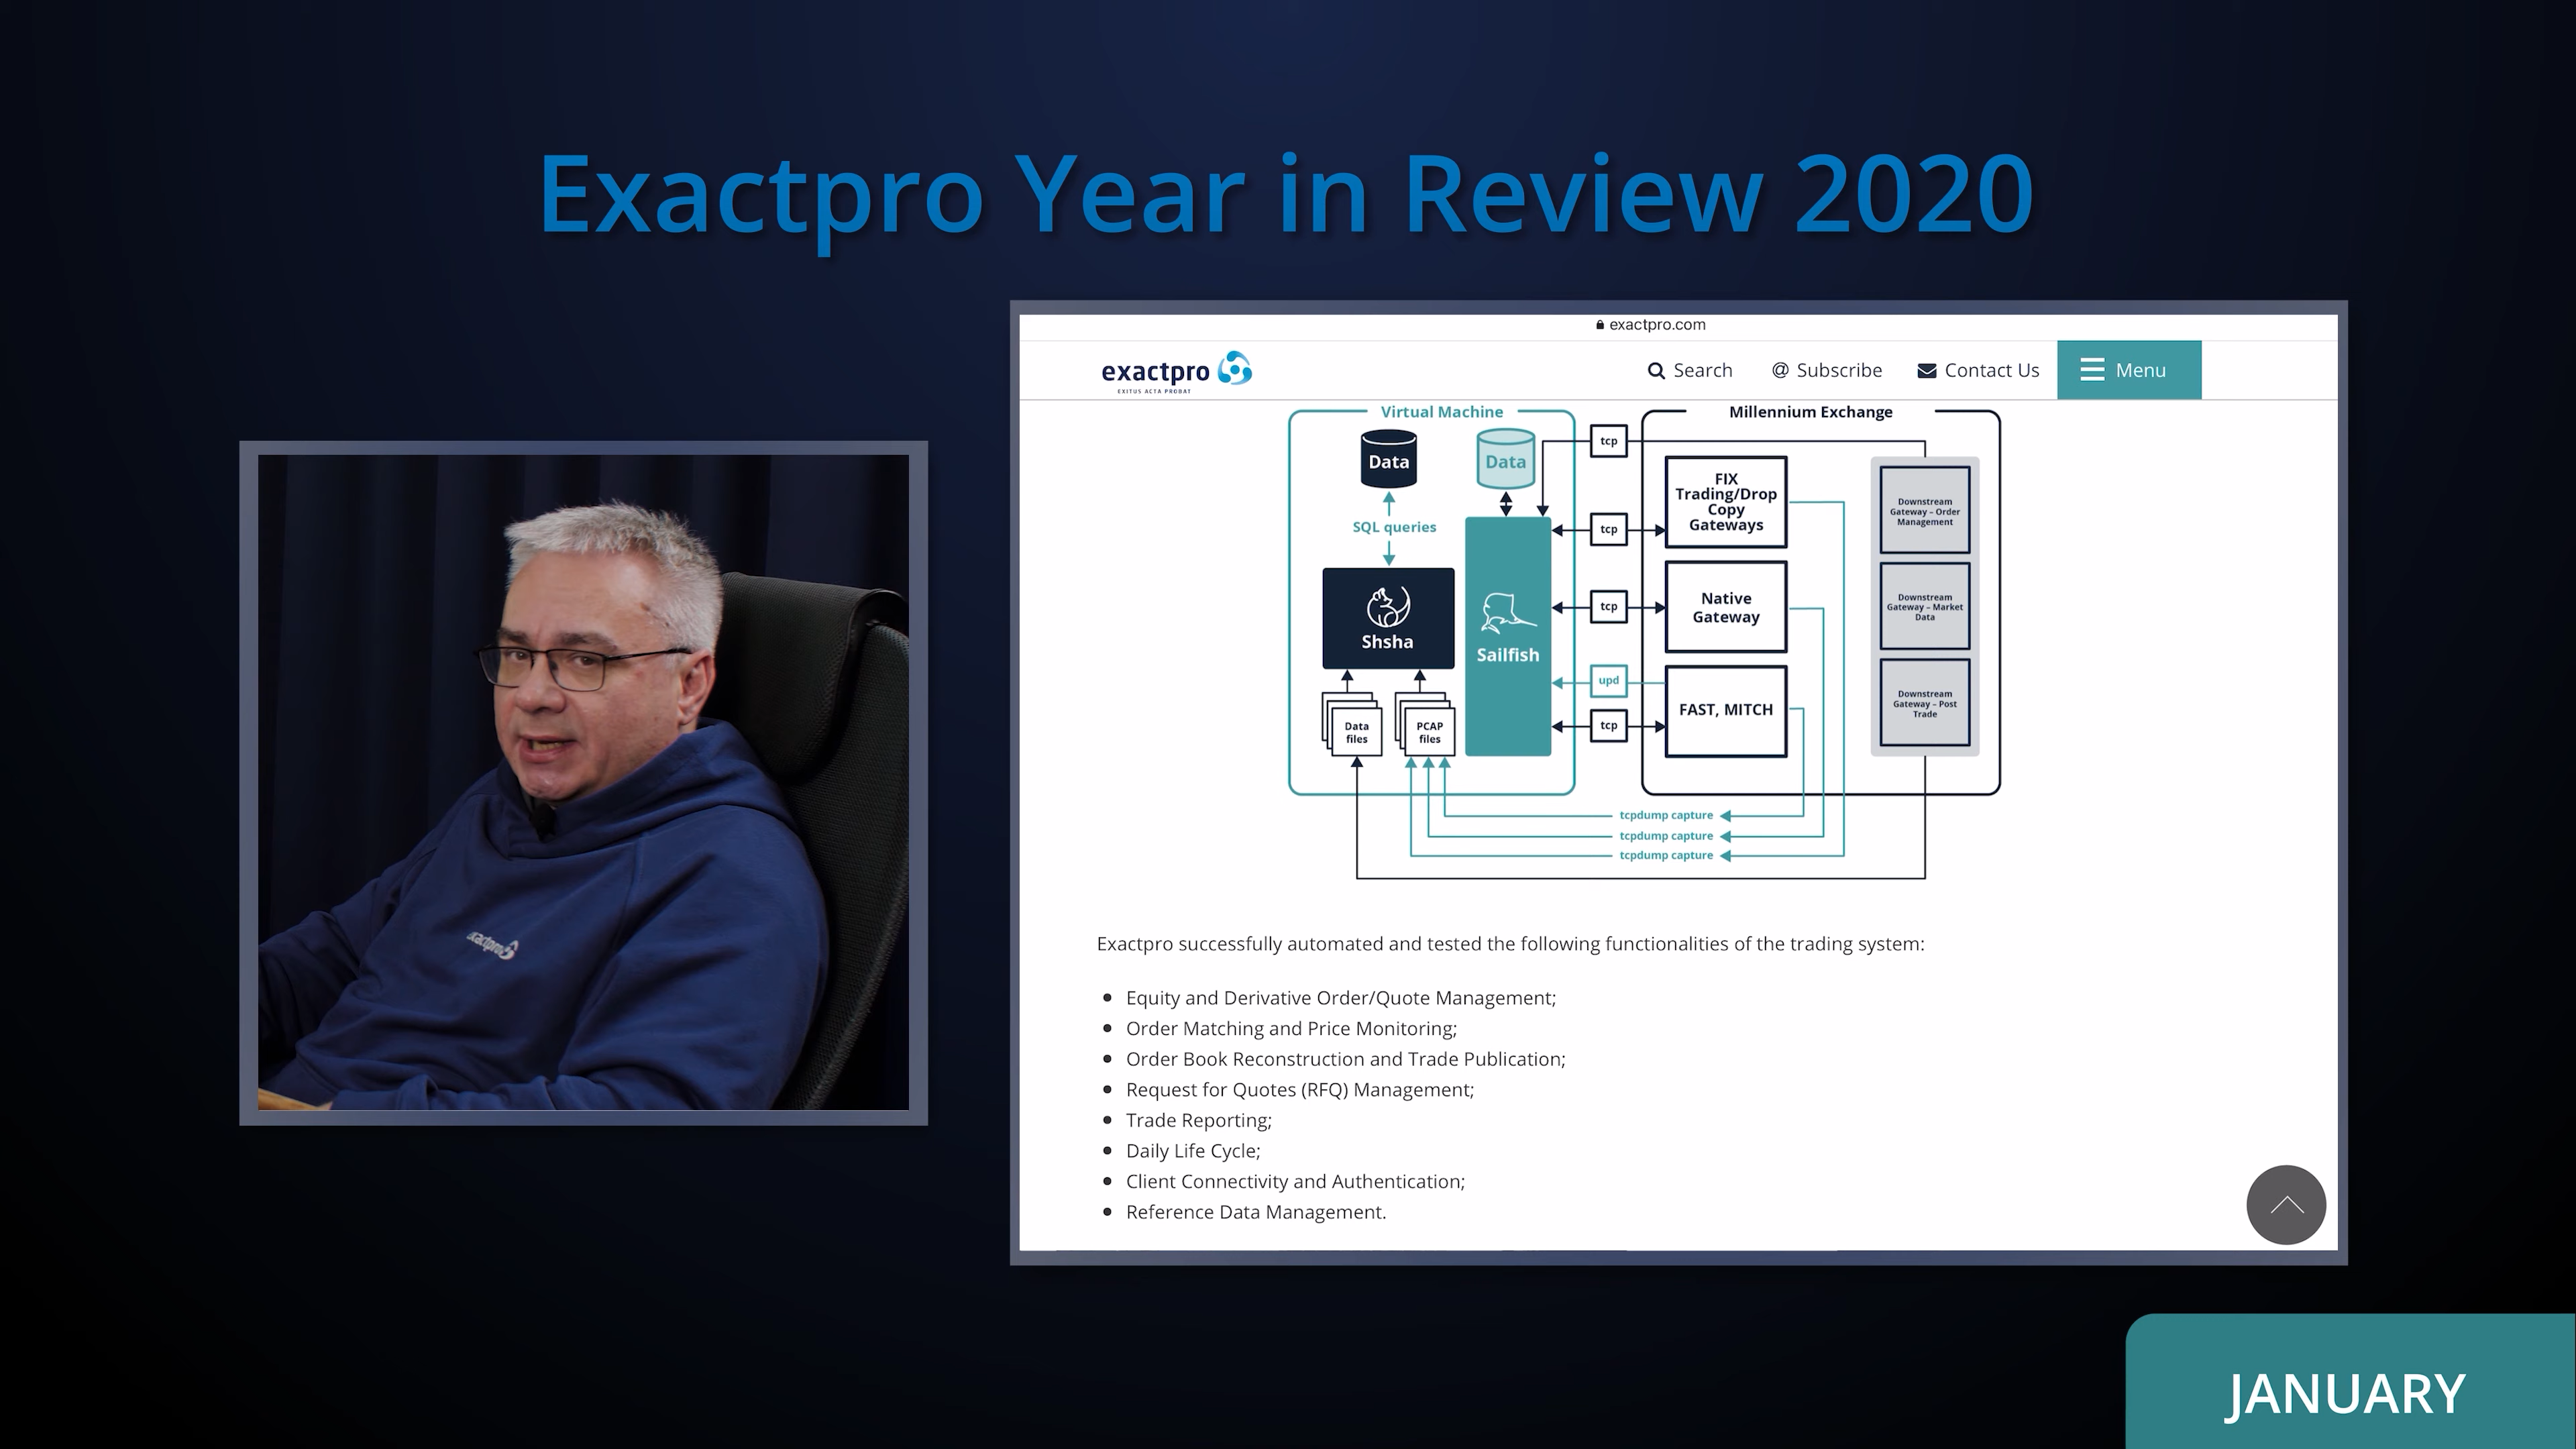 Exactpro Year in Review 2020
exactpro.com
exactpro
EXITUS ACTA PROBAT
Search
@ Subscribe
Contact Us
Menu
Virtual Machine
Millennium Exchange
Data
Data
tcp
SQL queries
FIX
Trading/Drop
Copy
Gateways
Downstream
Gateway – Order
Management
tcp
Shsha
Sailfish
tcp
Native
Gateway
Downstream
Gateway – Market
Data
upd
FAST, MITCH
Downstream
Gateway – Post
Trade
Data
files
PCAP
files
tcp
tcpdump capture
tcpdump capture
tcpdump capture
exactpro
Exactpro successfully automated and tested the following functionalities of the trading system:
• Equity and Derivative Order/Quote Management;
• Order Matching and Price Monitoring;
• Order Book Reconstruction and Trade Publication;
• Request for Quotes (RFQ) Management;
• Trade Reporting;
• Daily Life Cycle;
• Client Connectivity and Authentication;
• Reference Data Management.
JANUARY